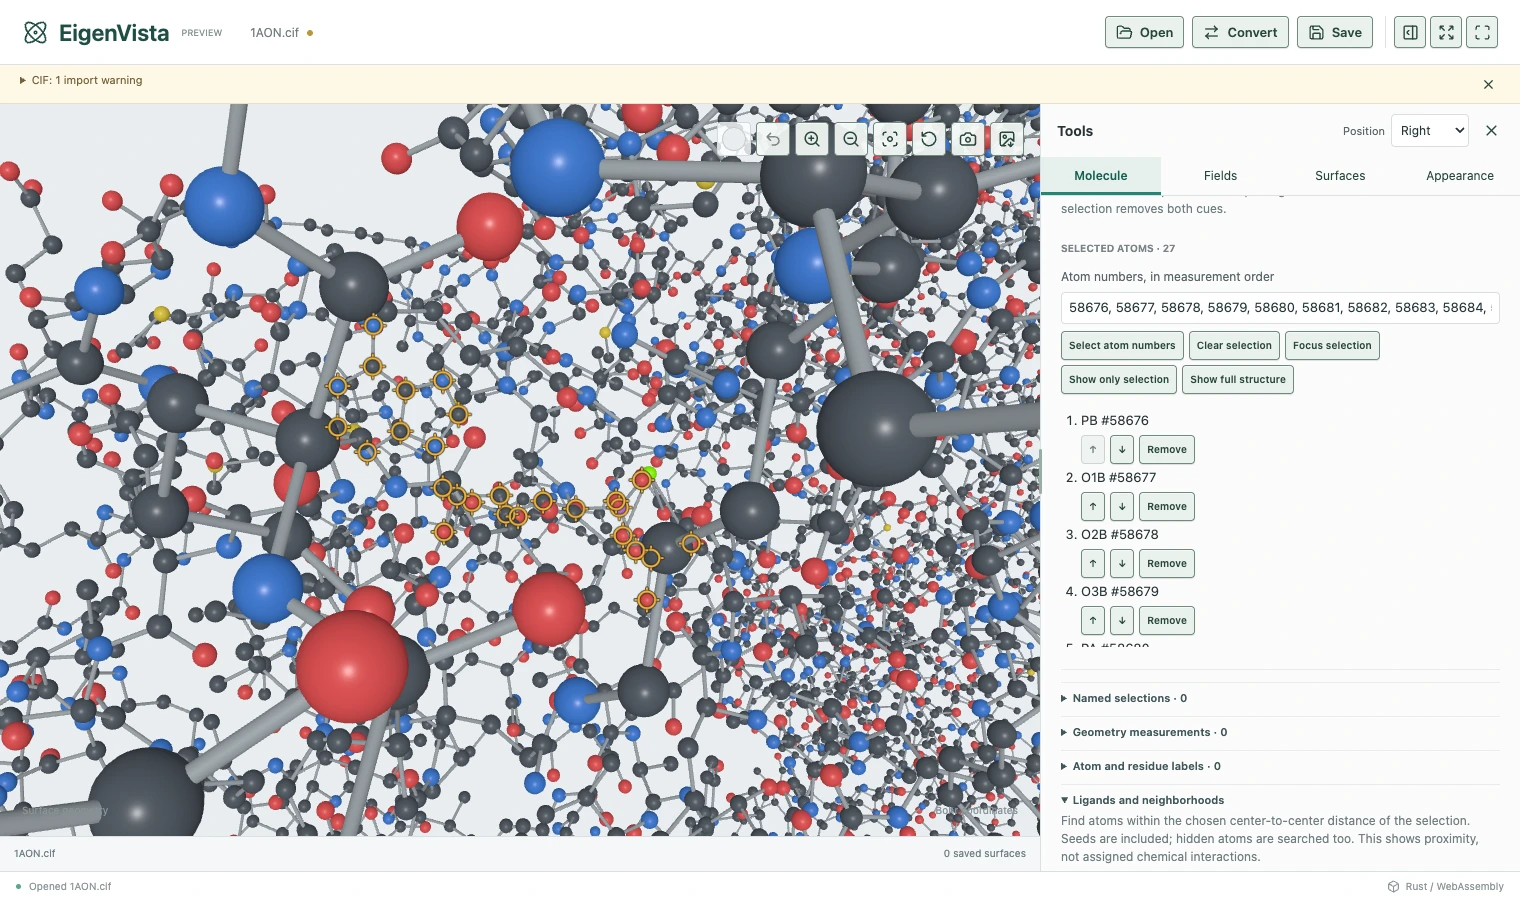 EigenVista PREVIEW 1AON.cif
Open Convert Save
CIF: 1 import warning
Tools
Position Right
Molecule Fields Surfaces Appearance
selection removes both cues.
SELECTED ATOMS · 27
Atom numbers, in measurement order
58676, 58677, 58678, 58679, 58680, 58681, 58682, 58683, 58684,
Select atom numbers Clear selection Focus selection
Show only selection Show full structure
1. PB #58676
↑ ↓ Remove
2. O1B #58677
↑ ↓ Remove
3. O2B #58678
↑ ↓ Remove
4. O3B #58679
↑ ↓ Remove
5. PA #58680
Named selections · 0
Geometry measurements · 0
Atom and residue labels · 0
Ligands and neighborhoods
Find atoms within the chosen center-to-center distance of the selection.
Seeds are included; hidden atoms are searched too. This shows proximity,
not assigned chemical interactions.
1AON.cif
0 saved surfaces
Opened 1AON.cif
Rust / WebAssembly